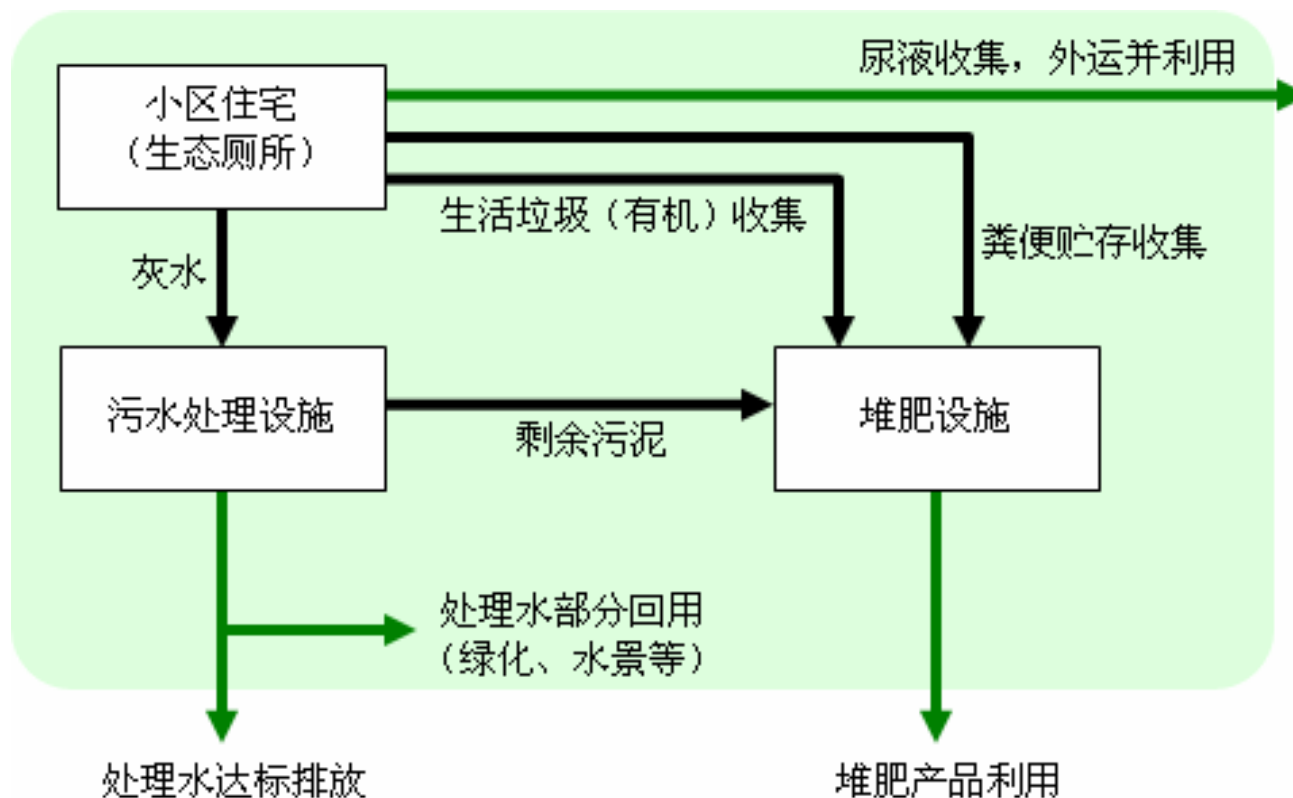 尿液收集，外运并利用
小区住宅
（生态厕所）
生活垃圾（有机）收集
粪便贮存收集
灰水
污水处理设施
剩余污泥
堆肥设施
处理水部分回用
（绿化、水景等）
处理水达标排放
堆肥产品利用